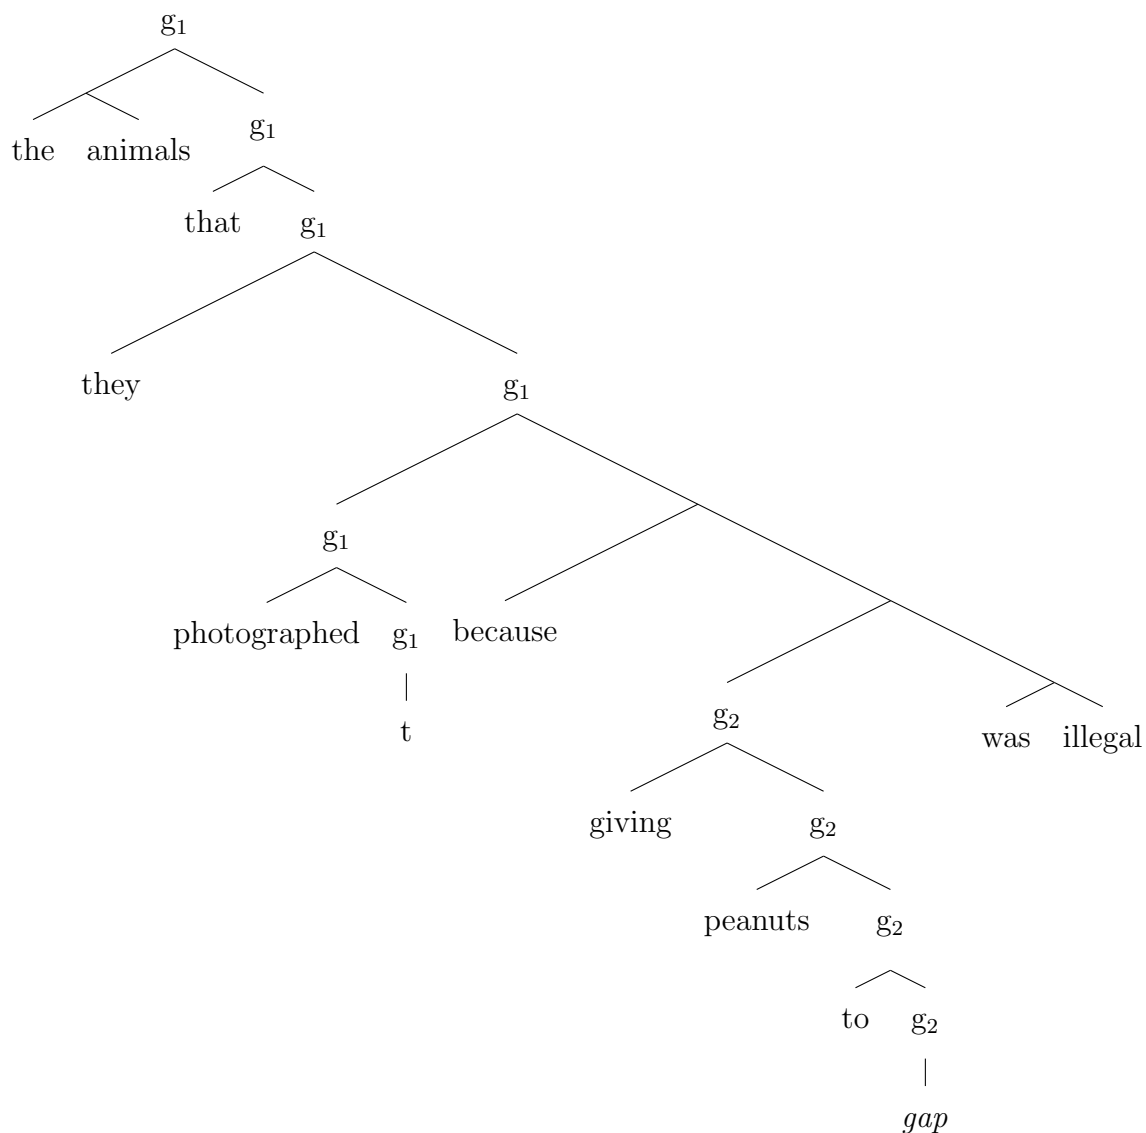 g₁
the animals g₁
that g₁
they g₁
g₁
photographed g₁ because
t g₂ was illegal
giving g₂
peanuts g₂
to g₂
gap